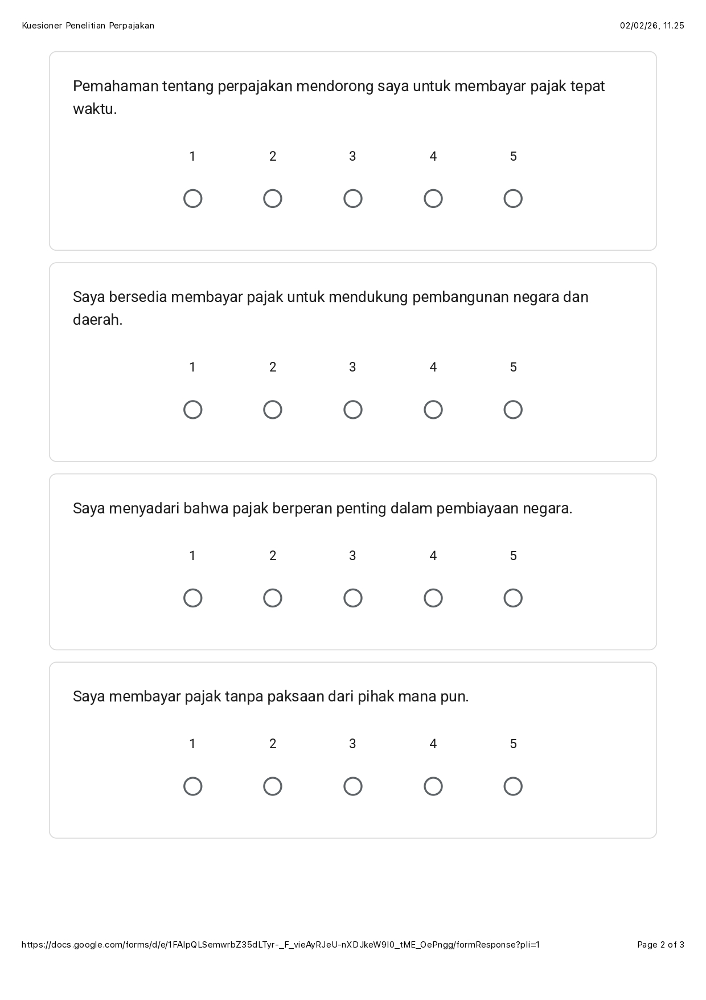 Kuesioner Penelitian Perpajakan 02/02/26, 11.25
Pemahaman tentang perpajakan mendorong saya untuk membayar pajak tepat
waktu.
1 2 3 4 5
Saya bersedia membayar pajak untuk mendukung pembangunan negara dan
daerah.
1 2 3 4 5
Saya menyadari bahwa pajak berperan penting dalam pembiayaan negara.
1 2 3 4 5
Saya membayar pajak tanpa paksaan dari pihak mana pun.
1 2 3 4 5
https://docs.google.com/forms/d/e/1FAIpQLSemwrbZ35dLTyr-_F_vieAyRJeU-nXDJkeW9I0_tME_OePngg/formResponse?pli=1 Page 2 of 3